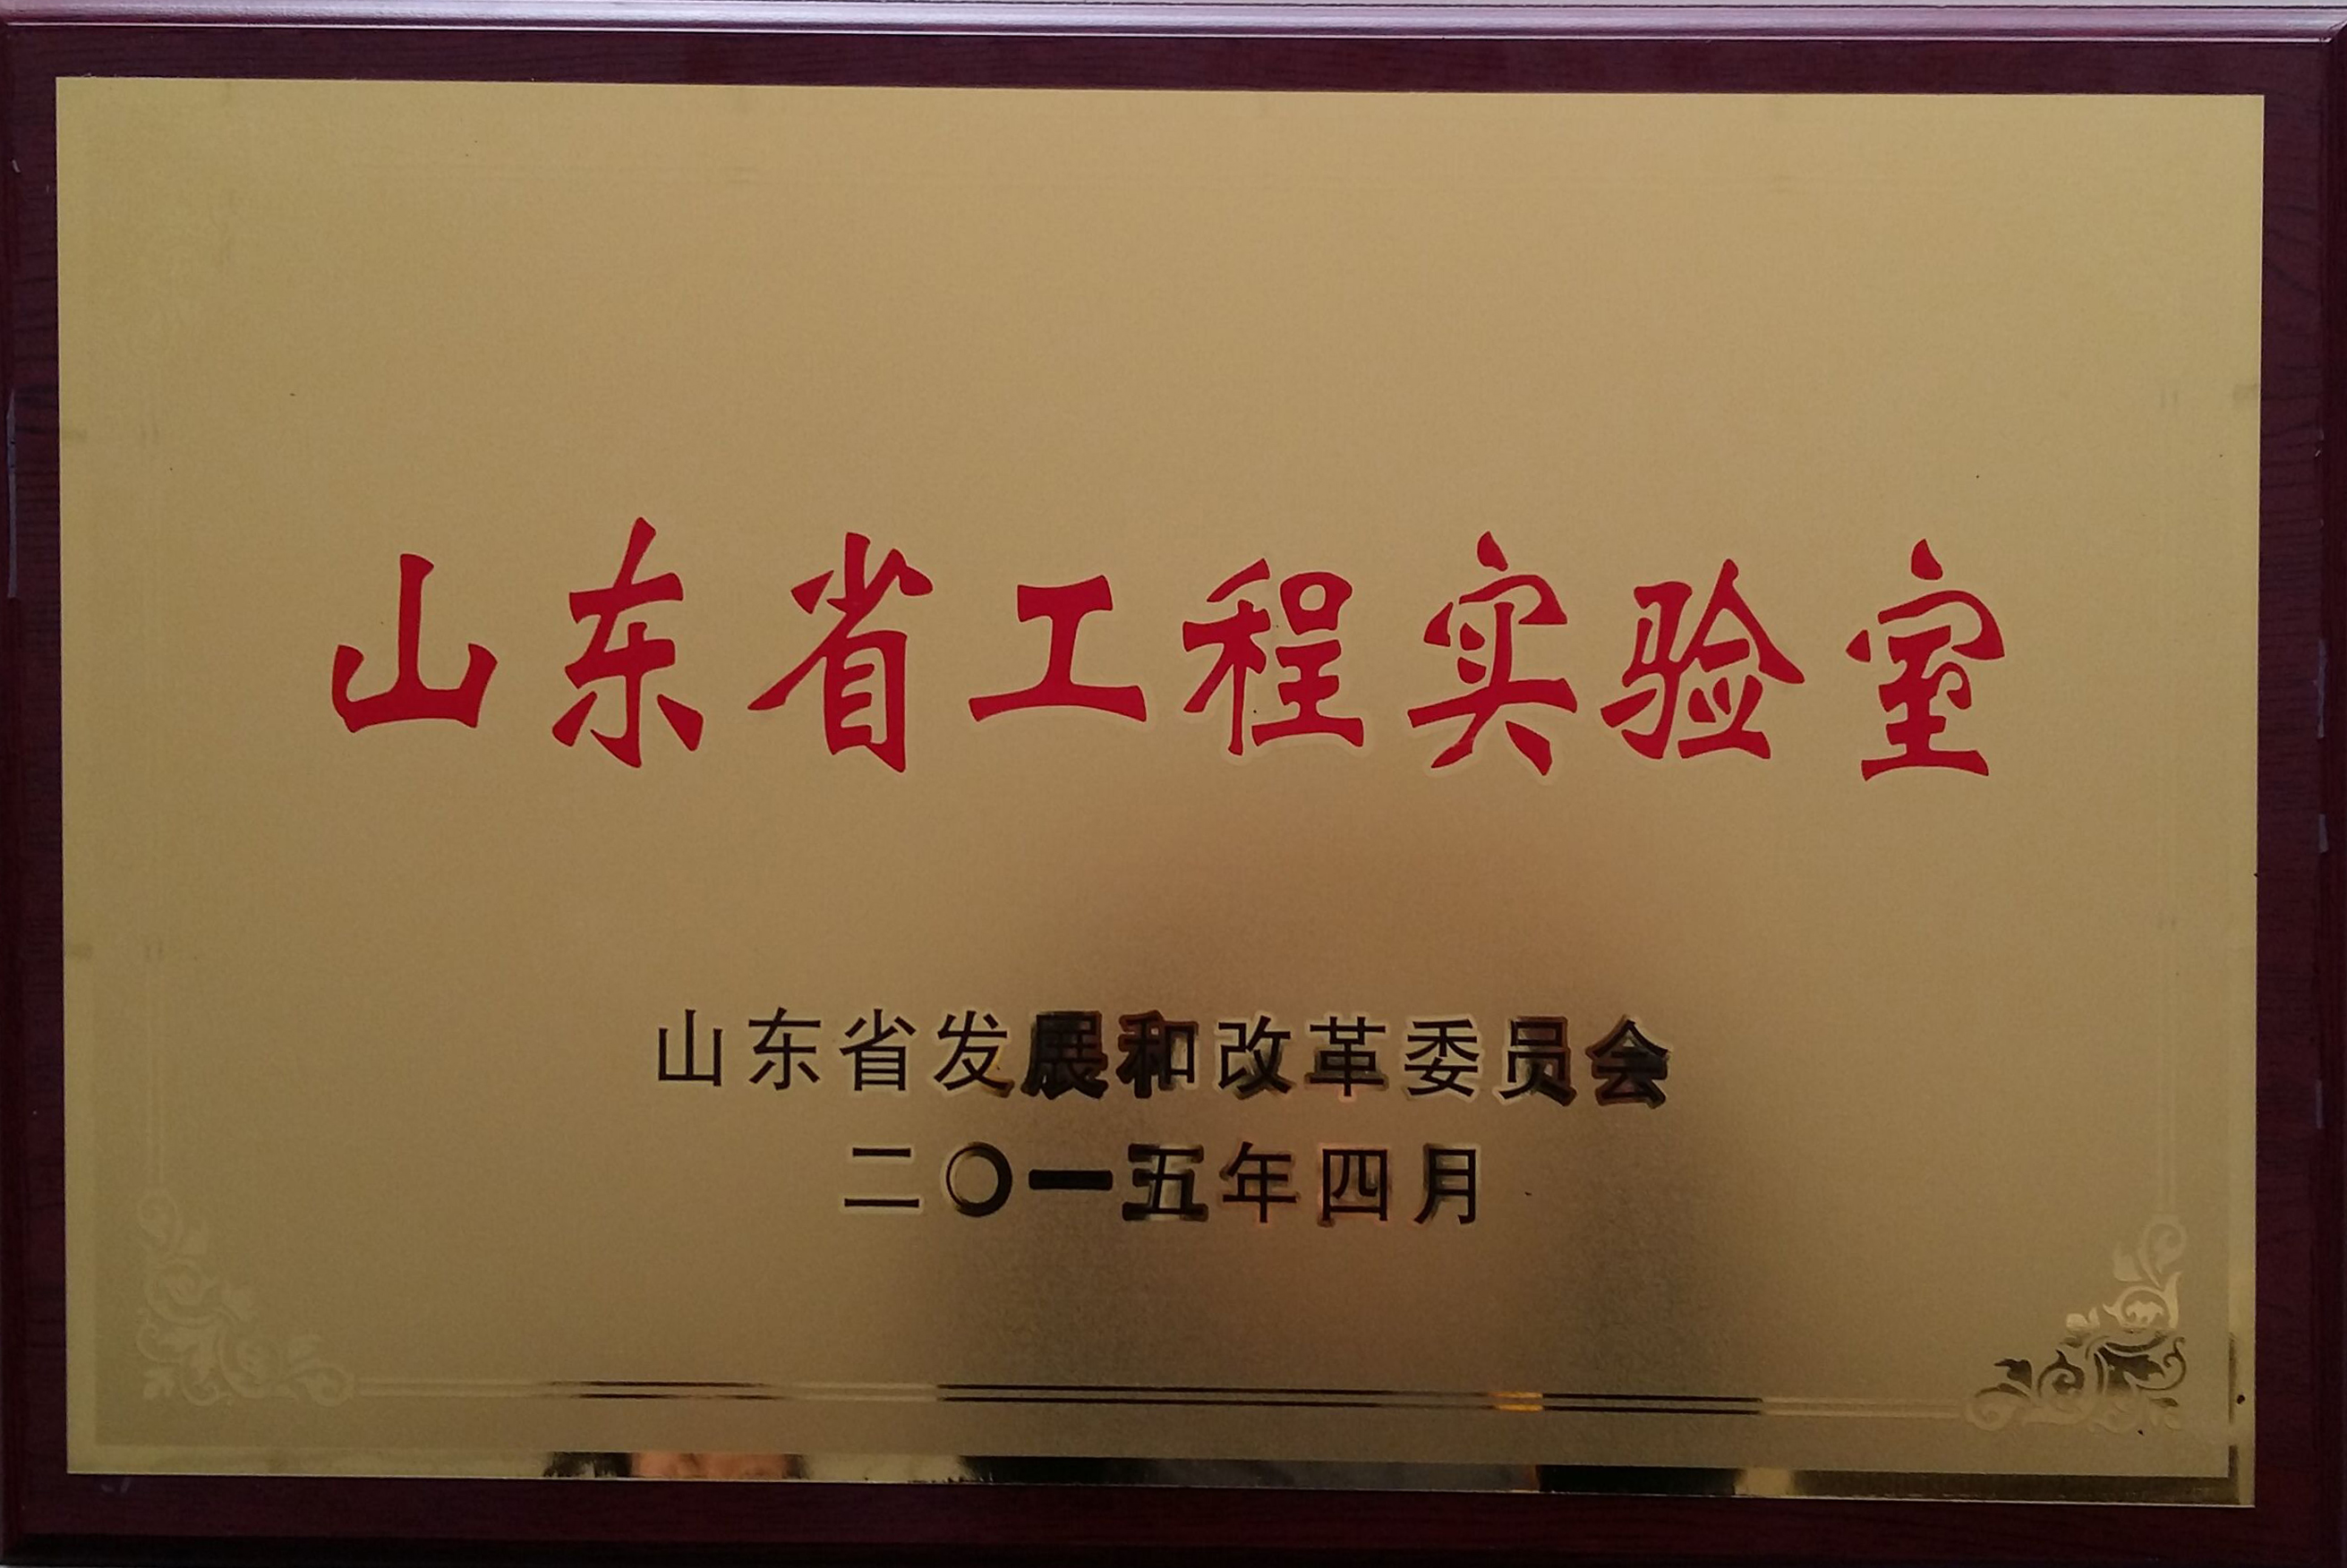 山东省工程实验室
山东省发展和改革委员会
二〇一五年四月